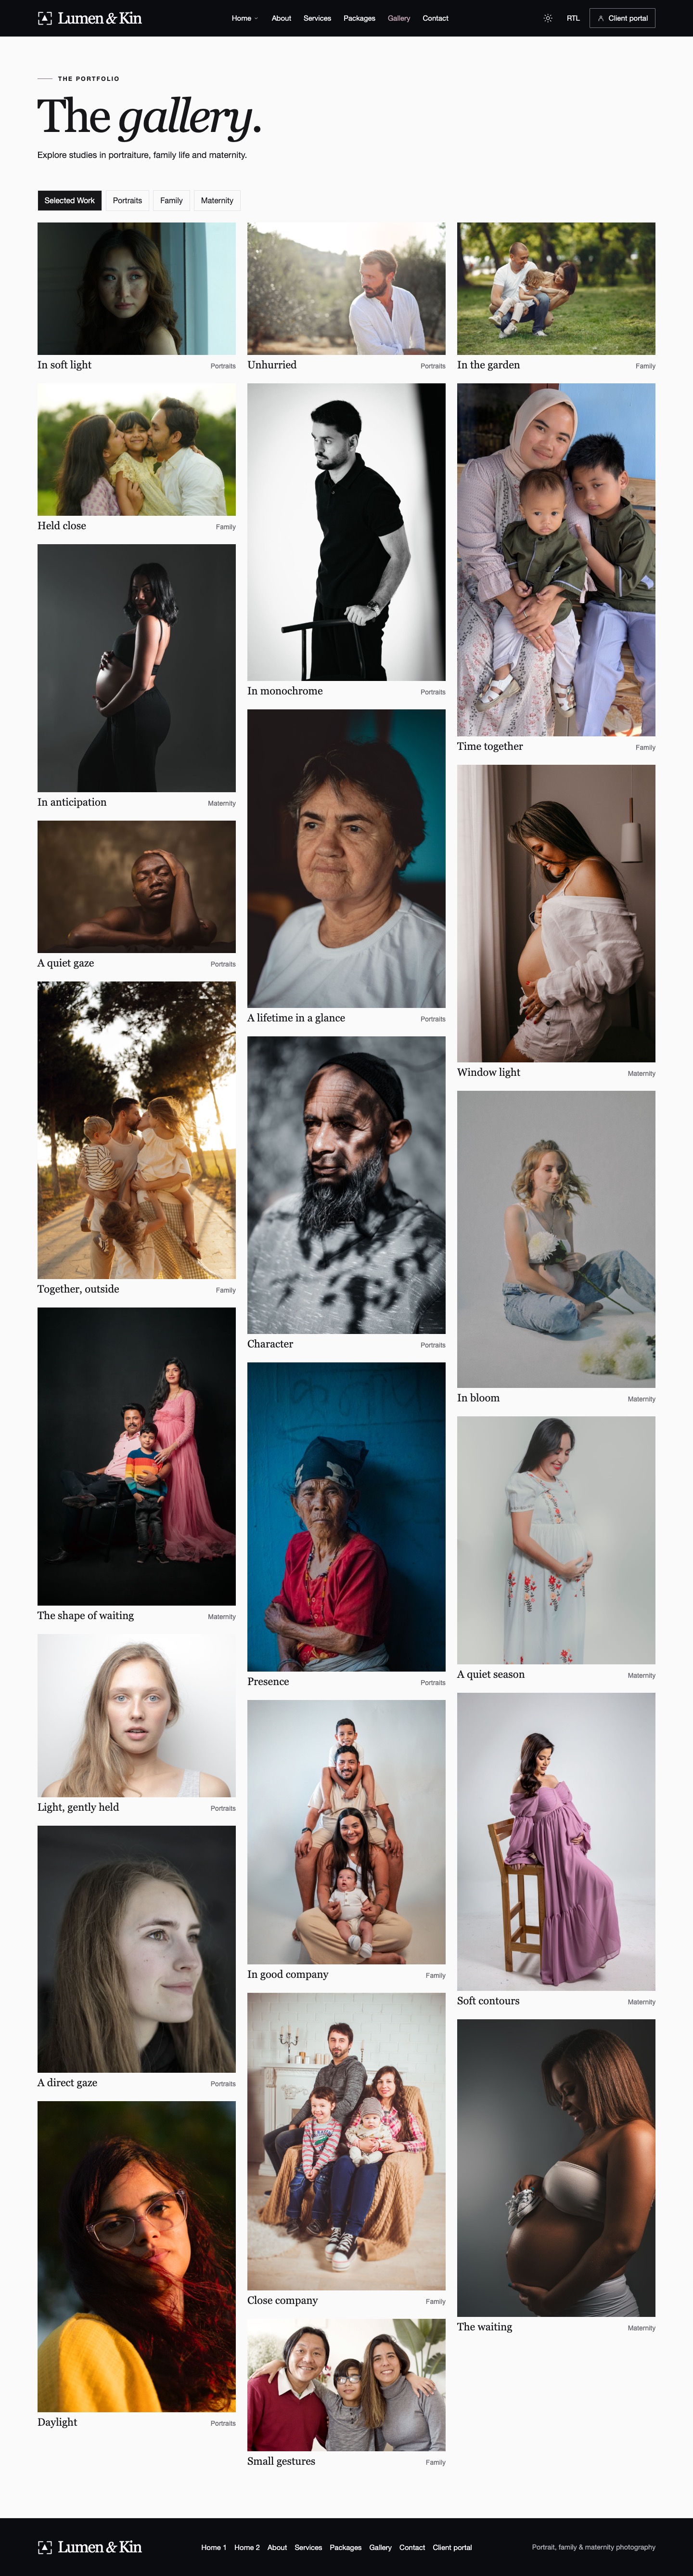 Lumen & Kin
Home
About
Services
Packages
Gallery
Contact
RTL
Client portal
THE PORTFOLIO
The gallery.
Explore studies in portraiture, family life and maternity.
Selected Work
Portraits
Family
Maternity
In soft light
Portraits
Unhurried
Portraits
In the garden
Family
Held close
Family
In monochrome
Portraits
Time together
Family
In anticipation
Maternity
A quiet gaze
Portraits
A lifetime in a glance
Portraits
Window light
Maternity
Together, outside
Family
Character
Portraits
In bloom
Maternity
The shape of waiting
Maternity
Presence
Portraits
A quiet season
Maternity
Light, gently held
Portraits
In good company
Family
Soft contours
Maternity
A direct gaze
Portraits
Close company
Family
The waiting
Maternity
Daylight
Portraits
Small gestures
Family
Lumen & Kin
Home 1
Home 2
About
Services
Packages
Gallery
Contact
Client portal
Portrait, family & maternity photography